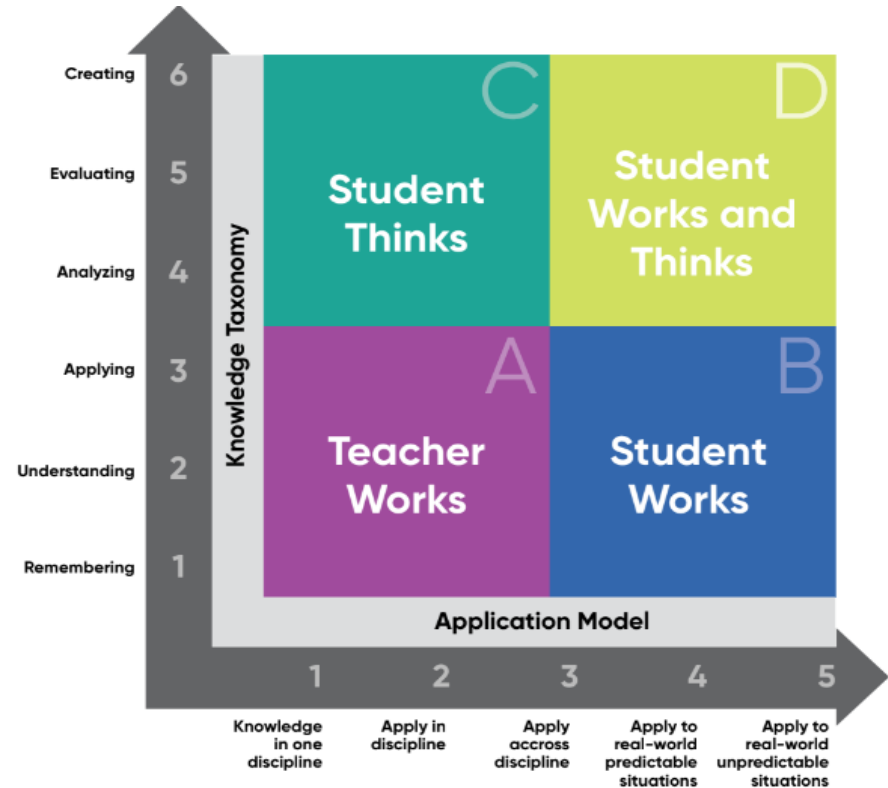 Creating 6
Evaluating 5
Analyzing 4
Applying 3
Understanding 2
Remembering 1
Knowledge Taxonomy
C
Student
Thinks
D
Student
Works and
Thinks
A
Teacher
Works
B
Student
Works
Application Model
1 2 3 4 5
Knowledge
in one
discipline
Apply in
discipline
Apply
accross
discipline
Apply to
real-world
predictable
situations
Apply to
real-world
unpredictable
situations